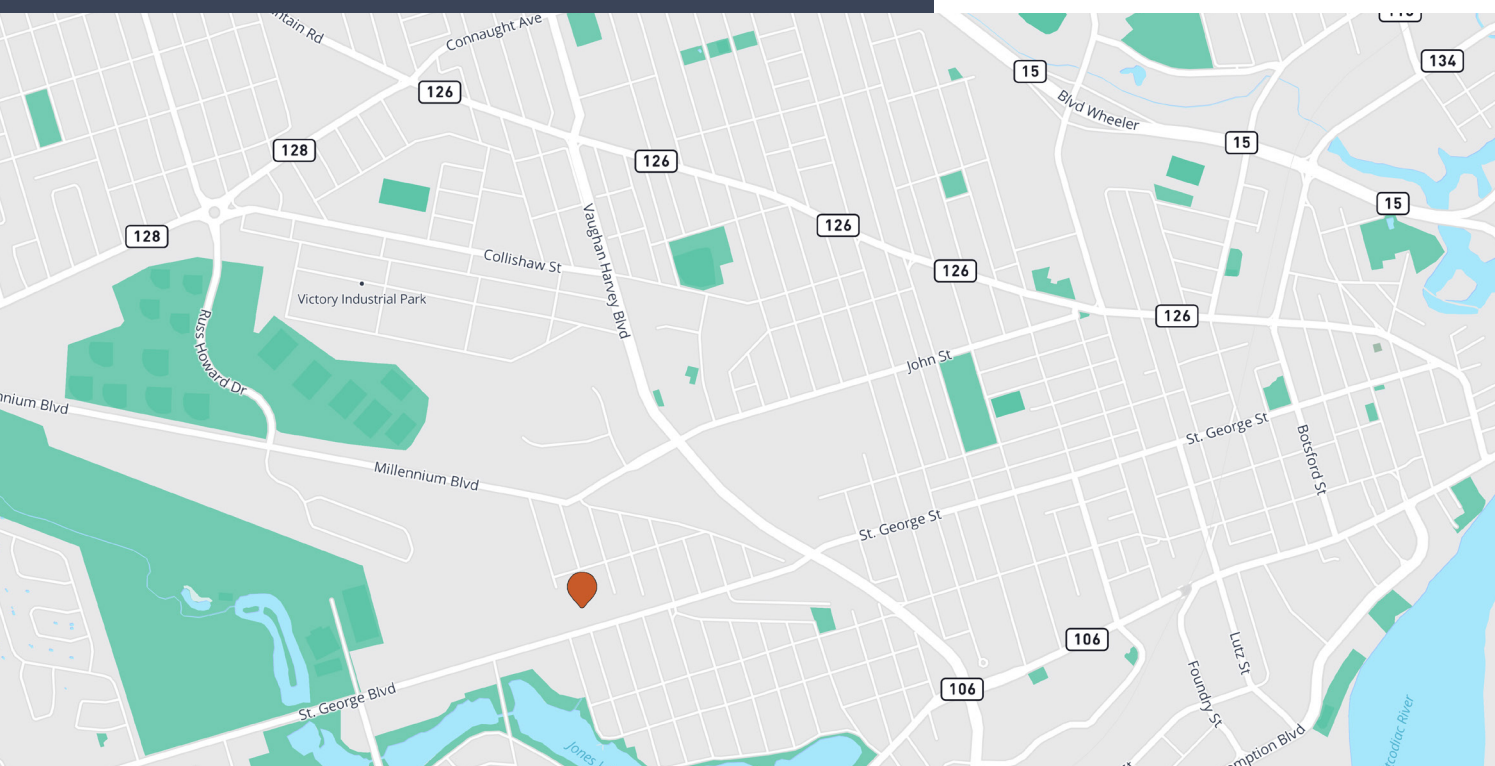 Connaught Ave
126
15
134
Blvd Wheeler
128
15
126
15
128
126
Vaughan Harvey Blvd
Collishaw St
126
Victory Industrial Park
126
Russ Howard Dr
John St
Millennium Blvd
St. George St
Botsford St
St. George St
106
Lutz St
106
Foundry St
St. George Blvd